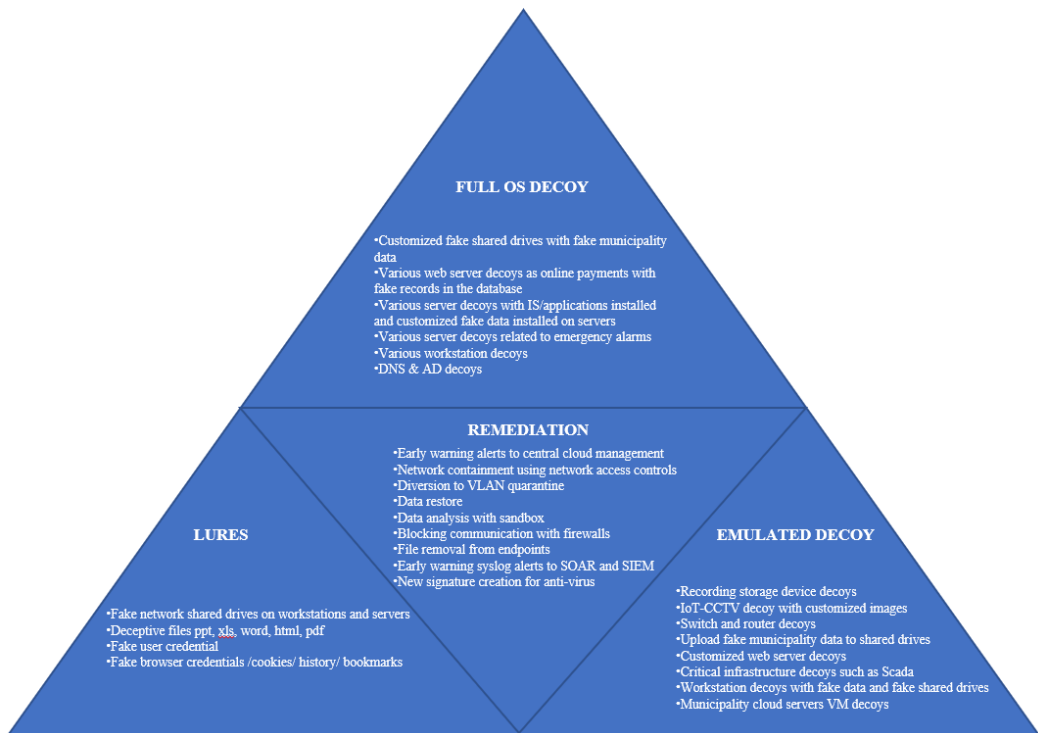 FULL OS DECOY
•Customized fake shared drives with fake municipality
data
•Various web server decoys as online payments with
fake records in the database
•Various server decoys with IS/applications installed
and customized fake data installed on servers
•Various server decoys related to emergency alarms
•Various workstation decoys
•DNS & AD decoys
REMEDIATION
•Early warning alerts to central cloud management
•Network containment using network access controls
•Diversion to VLAN quarantine
•Data restore
•Data analysis with sandbox
•Blocking communication with firewalls
•File removal from endpoints
•Early warning syslog alerts to SOAR and SIEM
•New signature creation for anti-virus
LURES
•Fake network shared drives on workstations and servers
•Deceptive files ppt, xls, word, html, pdf
•Fake user credential
•Fake browser credentials /cookies/ history/ bookmarks
EMULATED DECOY
•Recording storage device decoys
•IoT-CCTV decoy with customized images
•Switch and router decoys
•Upload fake municipality data to shared drives
•Customized web server decoys
•Critical infrastructure decoys such as Scada
•Workstation decoys with fake data and fake shared drives
•Municipality cloud servers VM decoys